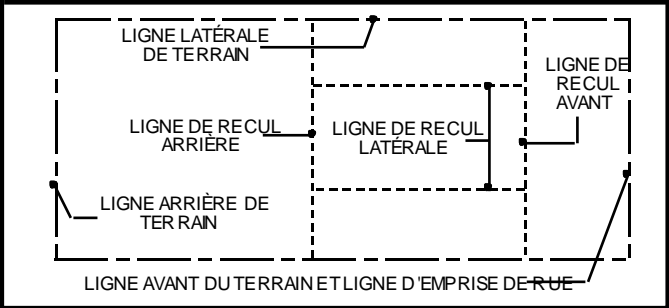 LIGNE LATÉRALE
DE TERRAIN
LIGNE DE
RECUL
AVANT
LIGNE DE RECUL
ARRIÈRE
LIGNE DE RECUL
LATÉRALE
LIGNE ARRIÈRE DE
TERRAIN
LIGNE AVANT DU TERRAIN ET LIGNE D'EMPRISE DE RUE